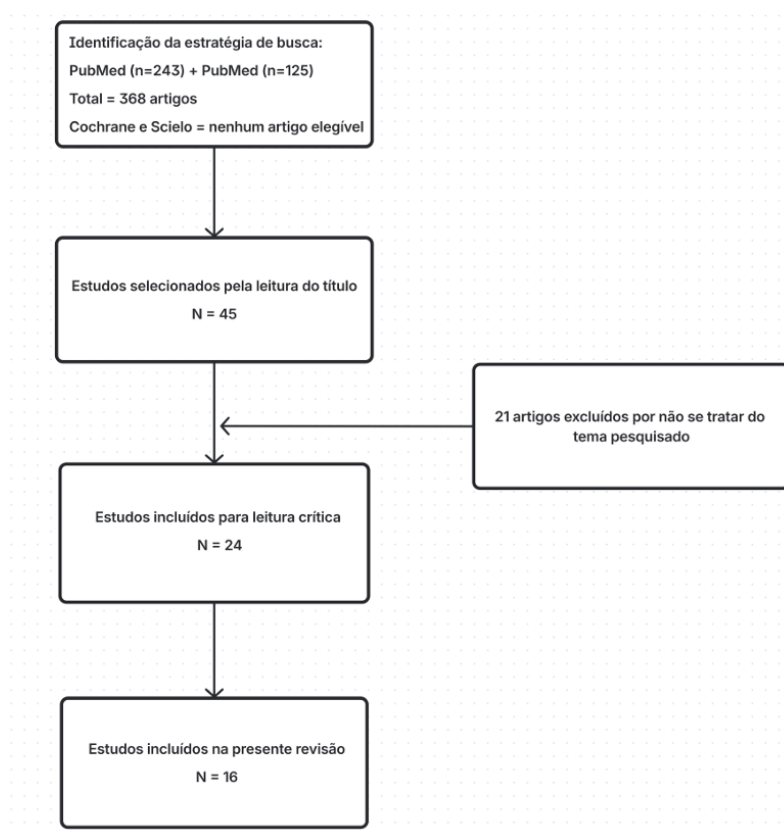 Identificação da estratégia de busca:
PubMed (n=243) + PubMed (n=125)
Total = 368 artigos
Cochrane e Scielo = nenhum artigo elegível
Estudos selecionados pela leitura do título
N = 45
21 artigos excluídos por não se tratar do
tema pesquisado
Estudos incluídos para leitura crítica
N = 24
Estudos incluídos na presente revisão
N = 16